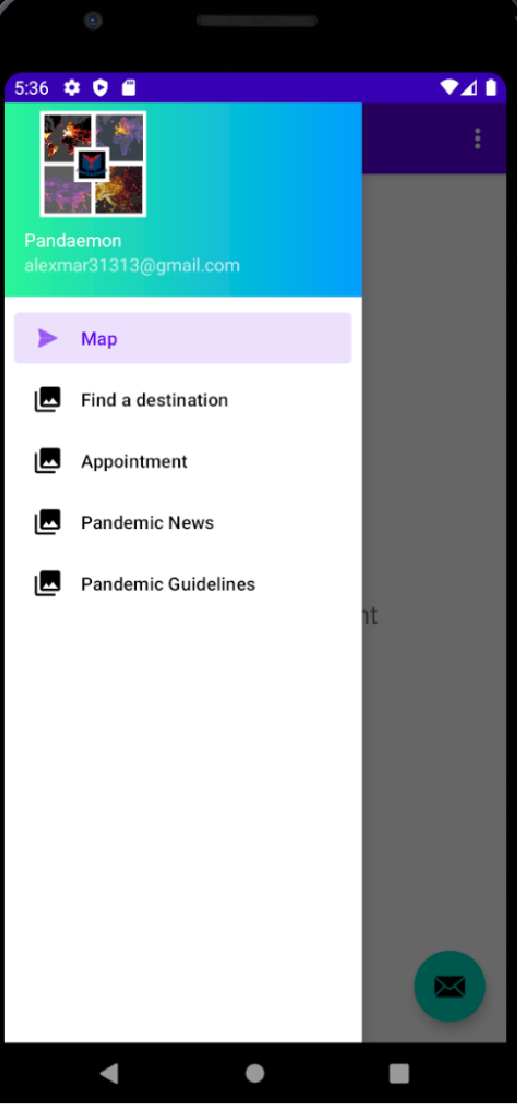 5:36
Pandaemon
alexmar31313@gmail.com
Map
Find a destination
Appointment
Pandemic News
Pandemic Guidelines
nt